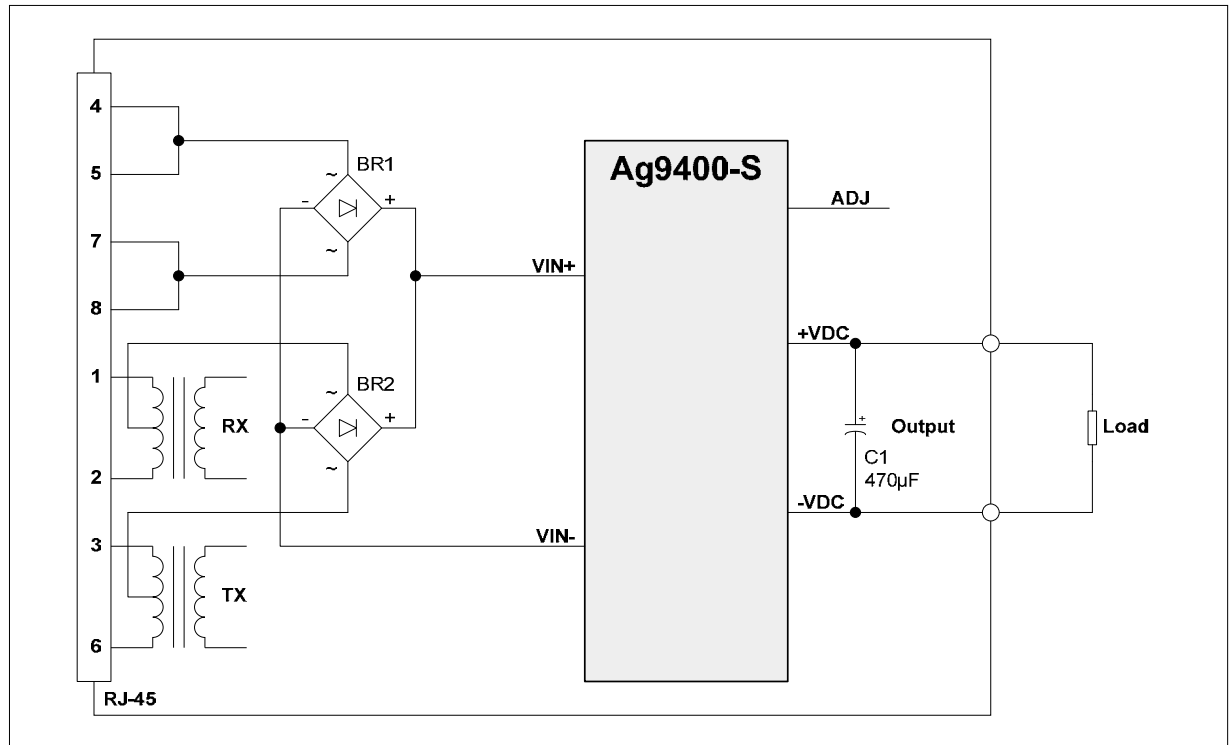 4
5
7
8
1
2
3
6
RJ-45
~
BR1
-
+
~
~
BR2
-
+
~
RX
TX
VIN+
VIN-
Ag9400-S
ADJ
+VDC
-VDC
+
C1
470µF
Output
Load